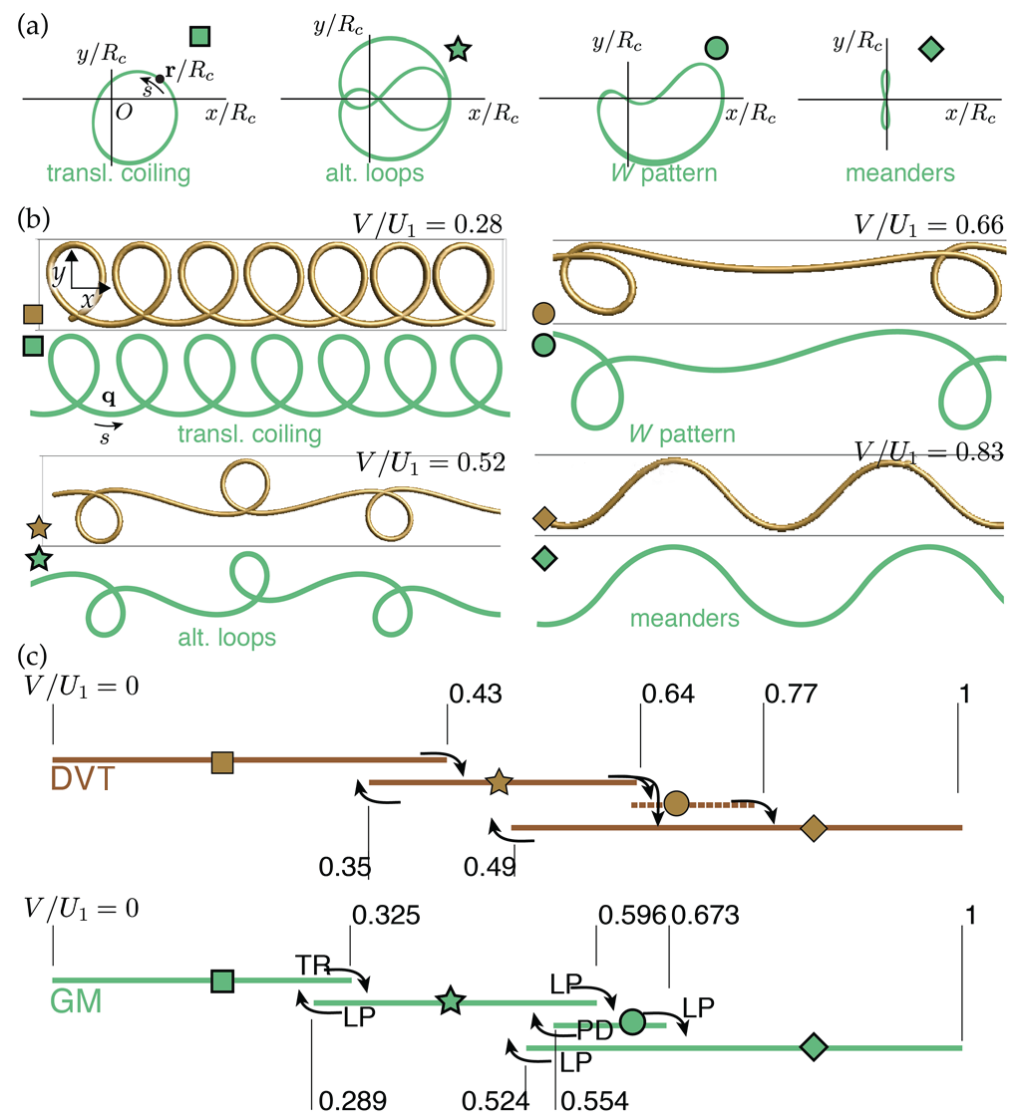 (a)
y/R_c
r/R_c
s
O
x/R_c
transl. coiling
y/R_c
x/R_c
alt. loops
y/R_c
x/R_c
W pattern
y/R_c
x/R_c
meanders
(b)
V/U_1 = 0.28
y
x
q
s
transl. coiling
V/U_1 = 0.66
W pattern
V/U_1 = 0.52
alt. loops
V/U_1 = 0.83
meanders
(c)
V/U_1 = 0
0.43
0.64
0.77
1
DVT
0.35
0.49
V/U_1 = 0
0.325
0.596
0.673
1
TR
LP
LP
LP
GM
PD
LP
0.289
0.524
0.554